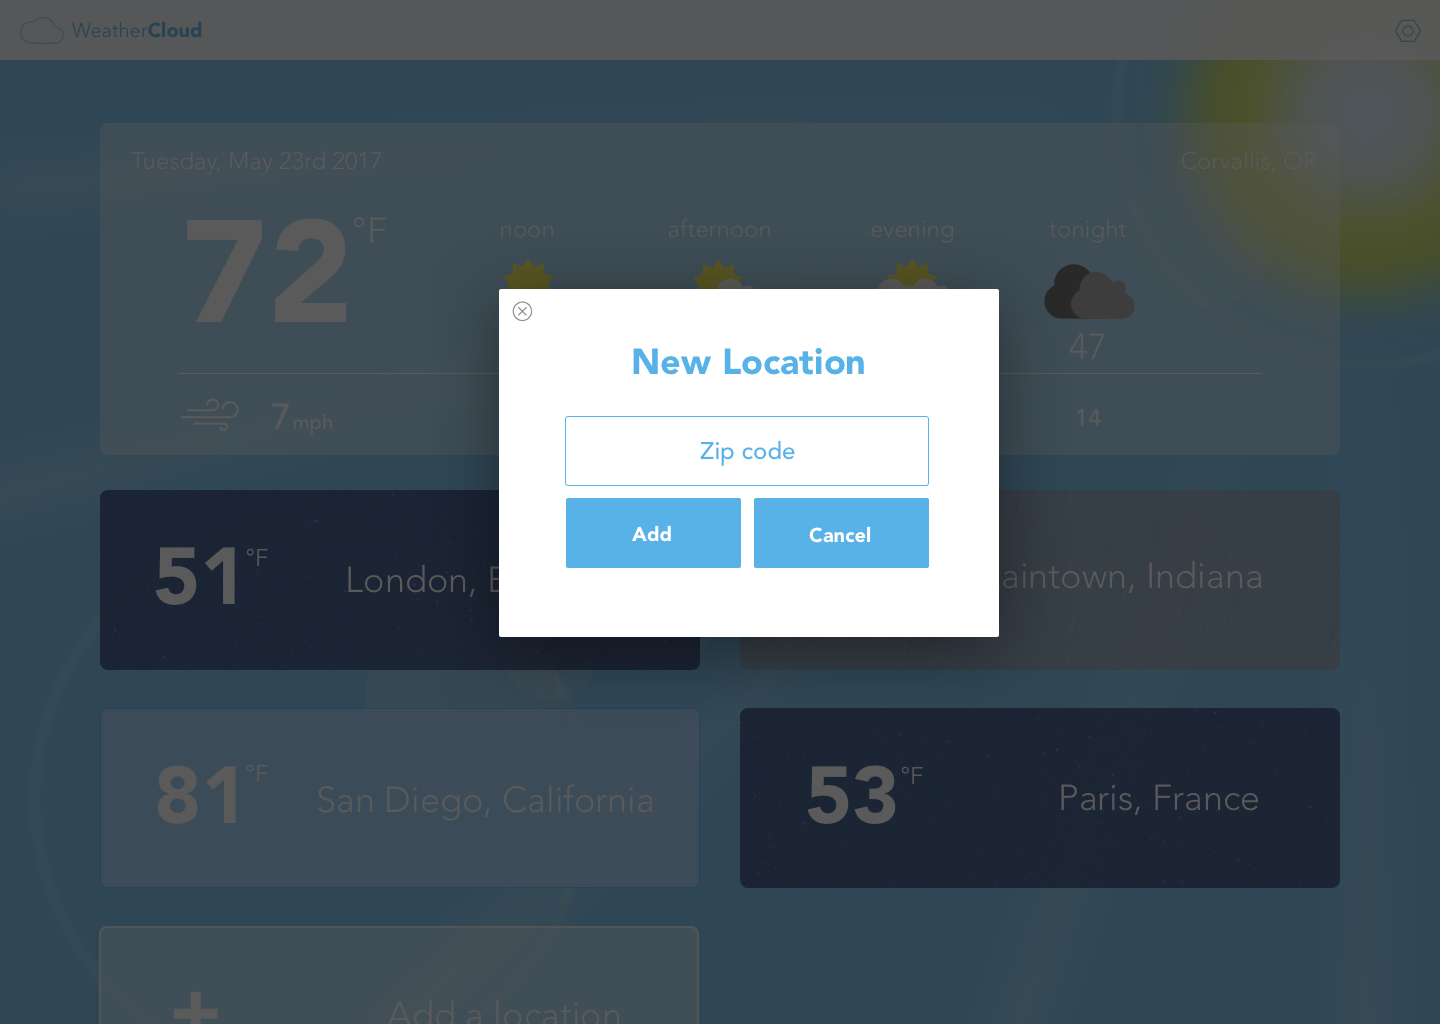 WeatherCloud
Tuesday, May 23rd 2017
Corvallis, OR
72 °F
noon
afternoon
evening
tonight
47
7 mph
14
New Location
Zip code
Add
Cancel
51 °F
London,
Indiana
81 °F
San Diego, California
53 °F
Paris, France
+
Add a location